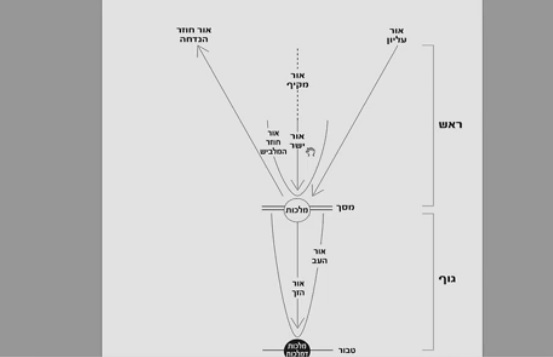 אור חוזר
הנדחה
אור
עליון
אור
מקיף
ראש
אור
חוזר
המלביש
אור
ישר
מלכות
מסך
אור
העב
גוף
אור
הזך
מלכות
דמלכות
טבור